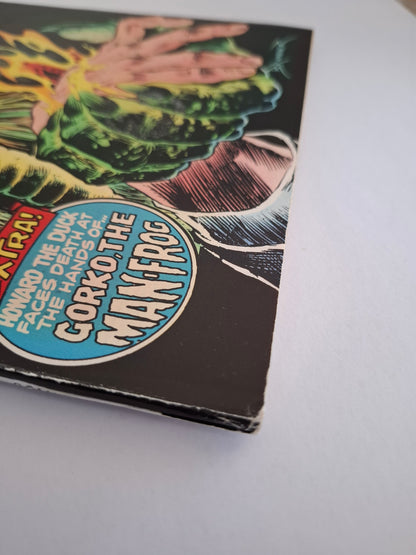 XTRA!
HOWARD THE DUCK
FACES DEATH AT
THE HANDS OF...
GORKO, THE
MAN-FROG